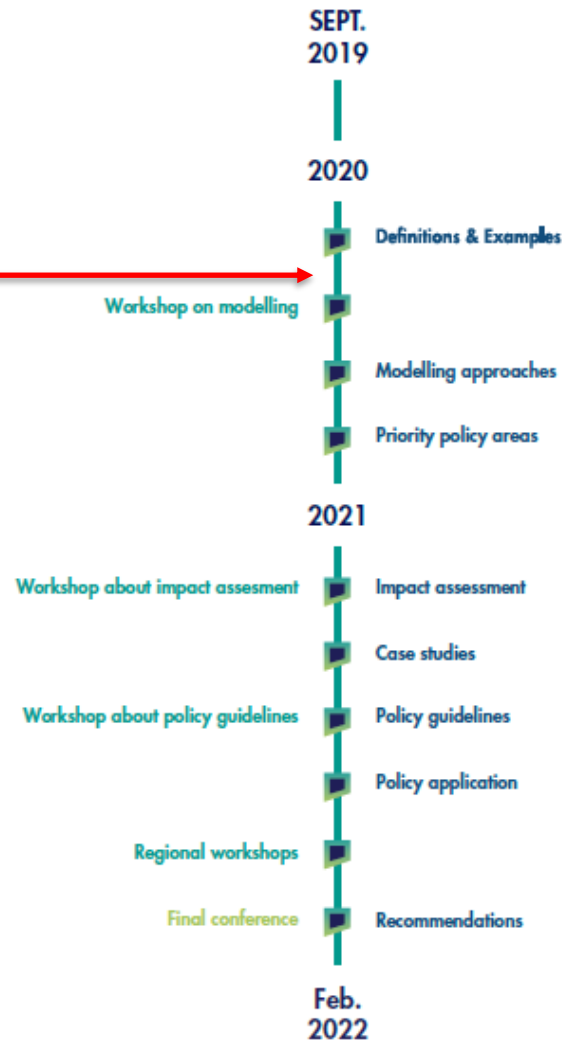 SEPT.
2019
2020
Definitions & Examples
Workshop on modelling
Modelling approaches
Priority policy areas
2021
Workshop about impact assesment
Impact assessment
Case studies
Workshop about policy guidelines
Policy guidelines
Policy application
Regional workshops
Final conference
Recommendations
Feb.
2022